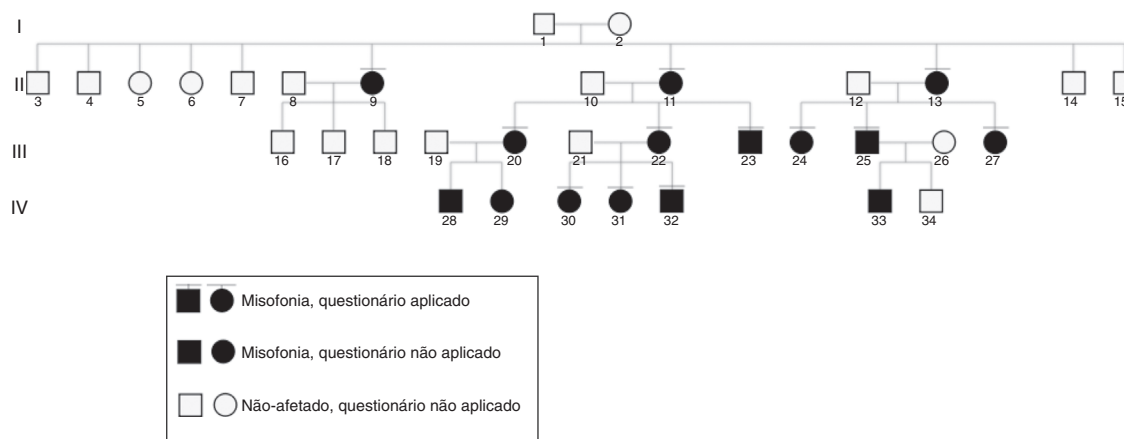 I
1 2
II
3 4 5 6 7 8 9 10 11 12 13 14 15
III
16 17 18 19 20 21 22 23 24 25 26 27
IV
28 29 30 31 32 33 34
Misofonia, questionário aplicado
Misofonia, questionário não aplicado
Não-afetado, questionário não aplicado